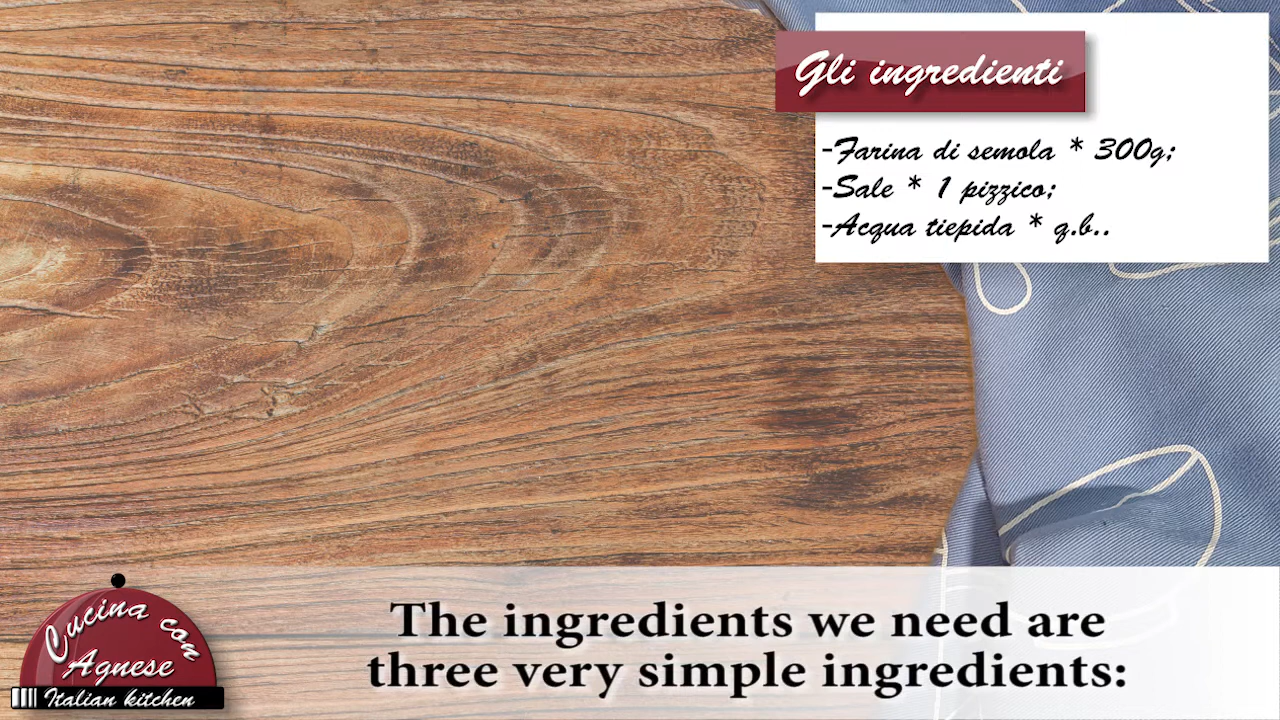 Gli ingredienti
-Farina di semola * 300g;
-Sale * 1 pizzico;
-Acqua tiepida * q.b..
The ingredients we need are
three very simple ingredients:
Cucina con
Agnese
Italian kitchen